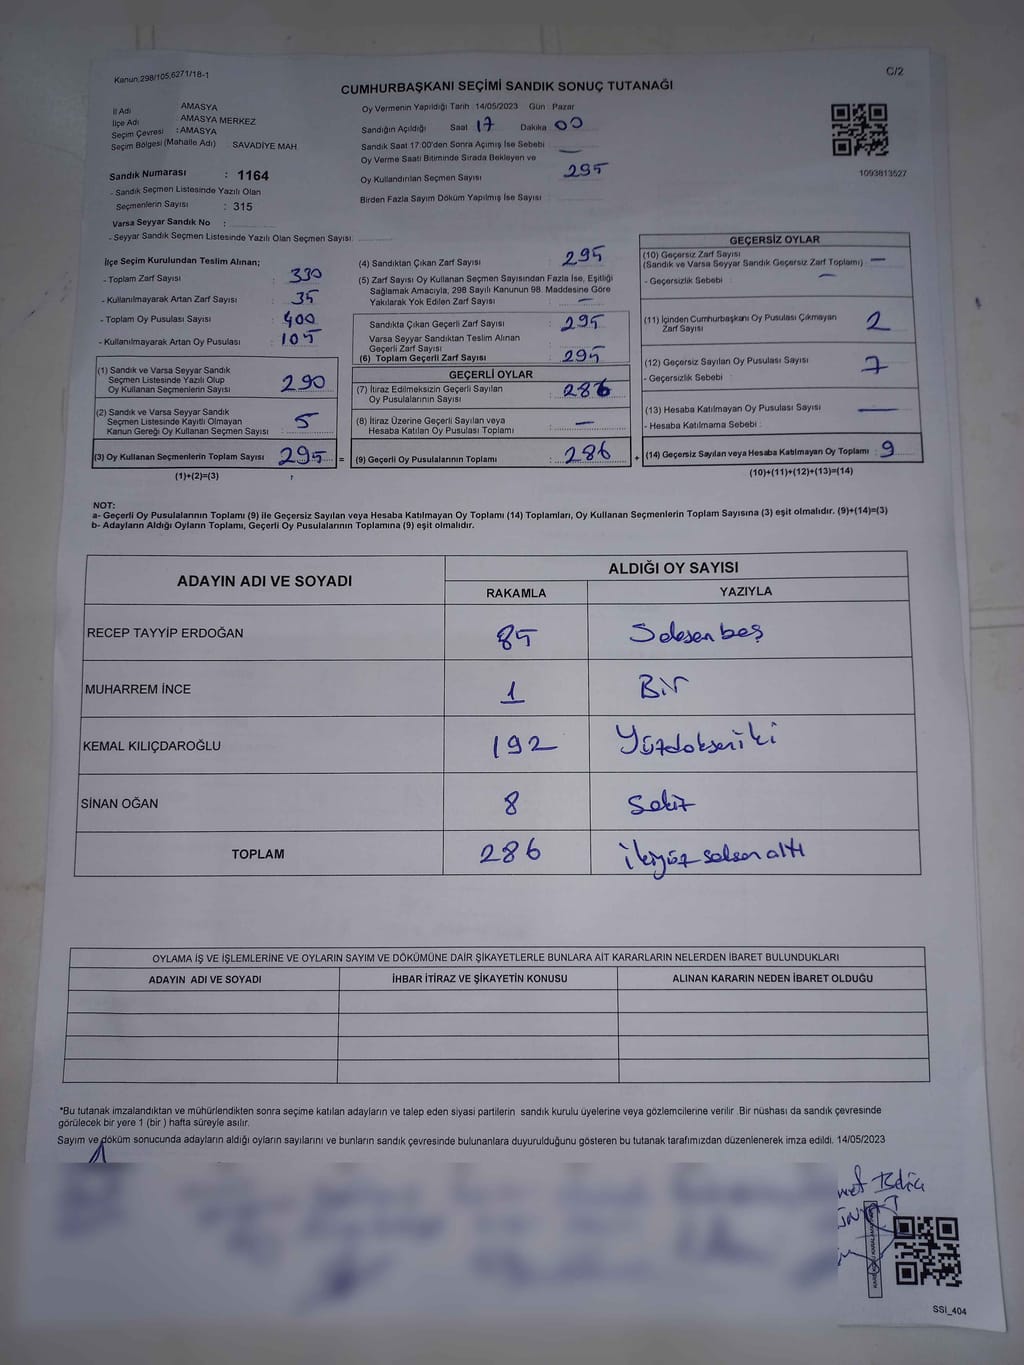 Kanun,298/105,6271/18-1
C/2
CUMHURBAŞKANI SEÇİMİ SANDIK SONUÇ TUTANAĞI
İl Adı AMASYA
İlçe Adı : AMASYA MERKEZ
Seçim Çevresi : AMASYA
Seçim Bölgesi (Mahalle Adı) SAVADİYE MAH
Sandık Numarası : 1164
- Sandık Seçmen Listesinde Yazılı Olan
Seçmenlerin Sayısı : 315
Varsa Seyyar Sandık No :
- Seyyar Sandık Seçmen Listesinde Yazılı Olan Seçmen Sayısı:
Oy Vermenin Yapıldığı Tarih 14/05/2023 Gün Pazar
Sandığın Açıldığı Saat 17 Dakika 00
Sandık Saat 17:00'den Sonra Açımış İse Sebebi : —
Oy Verme Saati Bitiminde Sırada Bekleyen ve
Oy Kullandırılan Seçmen Sayısı : 295
Birden Fazla Sayım Döküm Yapılmış İse Sayısı :
1093813527
İlçe Seçim Kurulundan Teslim Alınan;
- Toplam Zarf Sayısı : 330
- Kullanılmayarak Artan Zarf Sayısı : 35
- Toplam Oy Pusulası Sayısı : 400
- Kullanılmayarak Artan Oy Pusulası : 105
(1) Sandık ve Varsa Seyyar Sandık
Seçmen Listesinde Yazılı Olup
Oy Kullanan Seçmenlerin Sayısı : 290
(2) Sandık ve Varsa Seyyar Sandık
Seçmen Listesinde Kayıtlı Olmayan
Kanun Gereği Oy Kullanan Seçmen Sayısı : 5
(3) Oy Kullanan Seçmenlerin Toplam Sayısı : 295 =
(1)+(2)=(3)
(4) Sandıktan Çıkan Zarf Sayısı : 295
(5) Zarf Sayısı Oy Kullanan Seçmen Sayısından Fazla İse, Eşitliği
Sağlamak Amacıyla, 298 Sayılı Kanunun 98. Maddesine Göre
Yakılarak Yok Edilen Zarf Sayısı : —
Sandıkta Çıkan Geçerli Zarf Sayısı : 295
Varsa Seyyar Sandıktan Teslim Alınan
Geçerli Zarf Sayısı :
(6) Toplam Geçerli Zarf Sayısı : 295
GEÇERLİ OYLAR
(7) İtiraz Edilmeksizin Geçerli Sayılan
Oy Pusulalarının Sayısı : 286
(8) İtiraz Üzerine Geçerli Sayılan veya
Hesaba Katılan Oy Pusulası Toplamı : —
(9) Geçerli Oy Pusulalarının Toplamı : 286 +
GEÇERSİZ OYLAR
(10) Geçersiz Zarf Sayısı
(Sandık ve Varsa Seyyar Sandık Geçersiz Zarf Toplamı) : —
- Geçersizlik Sebebi : —
(11) İçinden Cumhurbaşkanı Oy Pusulası Çıkmayan
Zarf Sayısı : 2
(12) Geçersiz Sayılan Oy Pusulası Sayısı : 7
- Geçersizlik Sebebi :
(13) Hesaba Katılmayan Oy Pusulası Sayısı : —
- Hesaba Katılmama Sebebi :
(14) Geçersiz Sayılan veya Hesaba Katılmayan Oy Toplamı : 9
(10)+(11)+(12)+(13)=(14)
NOT:
a- Geçerli Oy Pusulalarının Toplamı (9) ile Geçersiz Sayılan veya Hesaba Katılmayan Oy Toplamı (14) Toplamları, Oy Kullanan Seçmenlerin Toplam Sayısına (3) eşit olmalıdır. (9)+(14)=(3)
b- Adayların Aldığı Oyların Toplamı, Geçerli Oy Pusulalarının Toplamına (9) eşit olmalıdır.
ADAYIN ADI VE SOYADI ALDIĞI OY SAYISI
RAKAMLA YAZIYLA
RECEP TAYYİP ERDOĞAN 85 Seksen beş
MUHARREM İNCE 1 Bir
KEMAL KILIÇDAROĞLU 192 Yüzdoksaniki
SİNAN OĞAN 8 Sekiz
TOPLAM 286 ikiyüz seksen altı
OYLAMA İŞ VE İŞLEMLERİNE VE OYLARIN SAYIM VE DÖKÜMÜNE DAİR ŞİKAYETLERLE BUNLARA AİT KARARLARIN NELERDEN İBARET BULUNDUKLARI
ADAYIN ADI VE SOYADI İHBAR İTİRAZ VE ŞİKAYETİN KONUSU ALINAN KARARIN NEDEN İBARET OLDUĞU
*Bu tutanak imzalandıktan ve mühürlendikten sonra seçime katılan adayların ve talep eden siyasi partilerin sandık kurulu üyelerine veya gözlemcilerine verilir .Bir nüshası da sandık çevresinde
görülecek bir yere 1 (bir ) hafta süreyle asılır.
Sayım ve döküm sonucunda adayların aldığı oyların sayılarını ve bunların sandık çevresinde bulunanlara duyurulduğunu gösteren bu tutanak tarafımızdan düzenlenerek imza edildi. 14/05/2023
SSİ_404